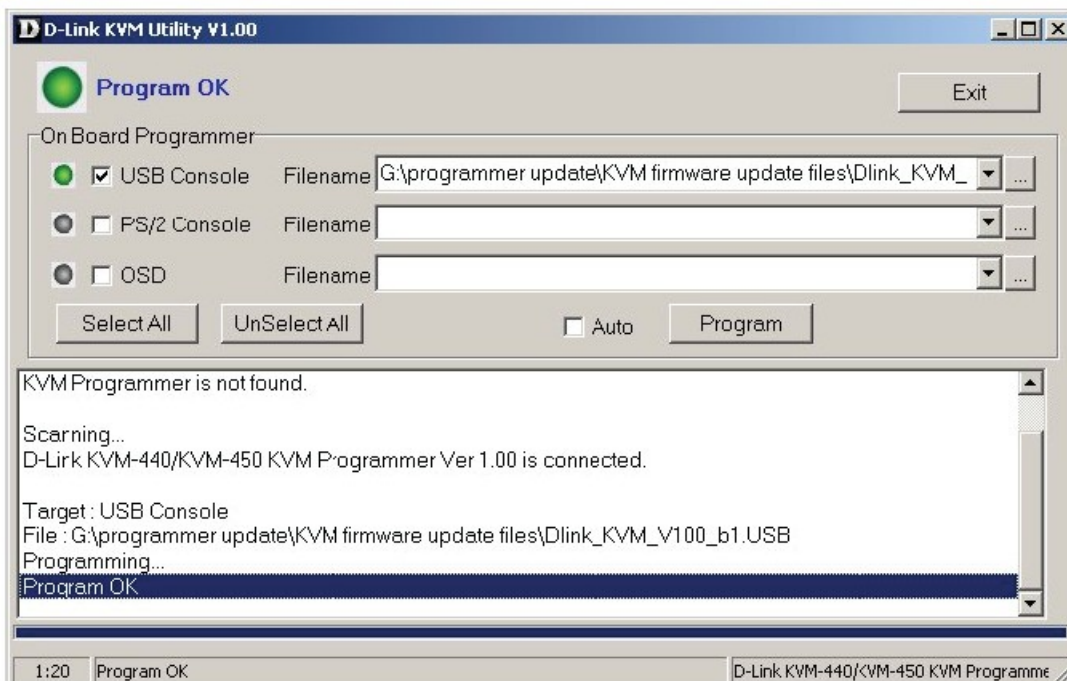 D-Link KVM Utility V1.00
Program OK
Exit
On Board Programmer
USB Console Filename G:\programmer update\KVM firmware update files\Dlink_KVM_ ...
PS/2 Console Filename ...
OSD Filename ...
Select All UnSelect All Auto Program
KVM Programmer is not found.
Scanning...
D-Link KVM-440/KVM-450 KVM Programmer Ver 1.00 is connected.
Target : USB Console
File : G:\programmer update\KVM firmware update files\Dlink_KVM_V100_b1.USB
Programming...
Program OK
1:20 Program OK D-Link KVM-440/KVM-450 KVM Programme